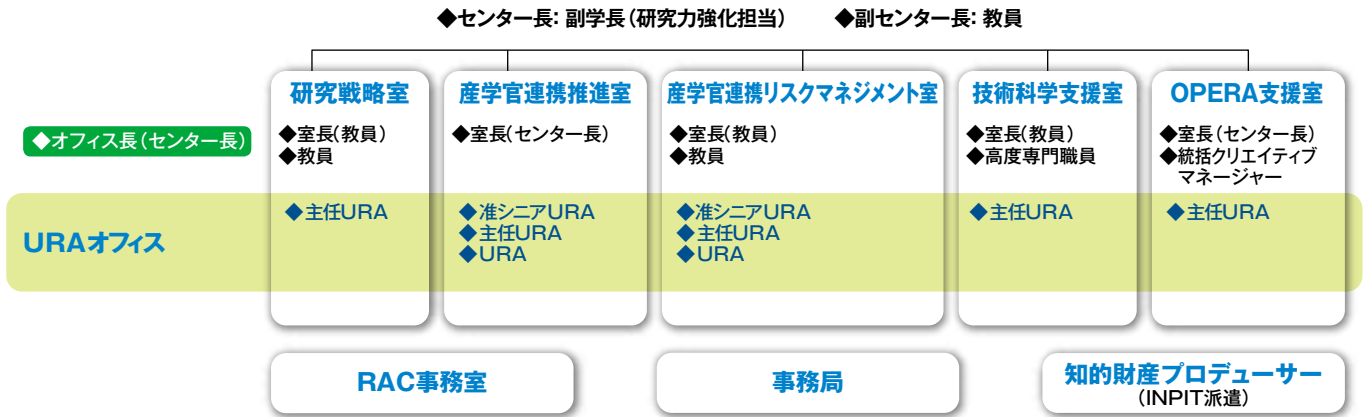 ◆センター長: 副学長(研究力強化担当) ◆副センター長: 教員
研究戦略室
◆室長(教員)
◆教員
◆主任URA
産学官連携推進室
◆室長(センター長)
◆准シニアURA
◆主任URA
◆URA
産学官連携リスクマネジメント室
◆室長(教員)
◆教員
◆准シニアURA
◆主任URA
◆URA
技術科学支援室
◆室長(教員)
◆高度専門職員
◆主任URA
OPERA支援室
◆室長(センター長)
◆統括クリエイティブ
マネージャー
◆主任URA
◆オフィス長(センター長)
URAオフィス
RAC事務室
事務局
知的財産プロデューサー
(INPIT派遣)